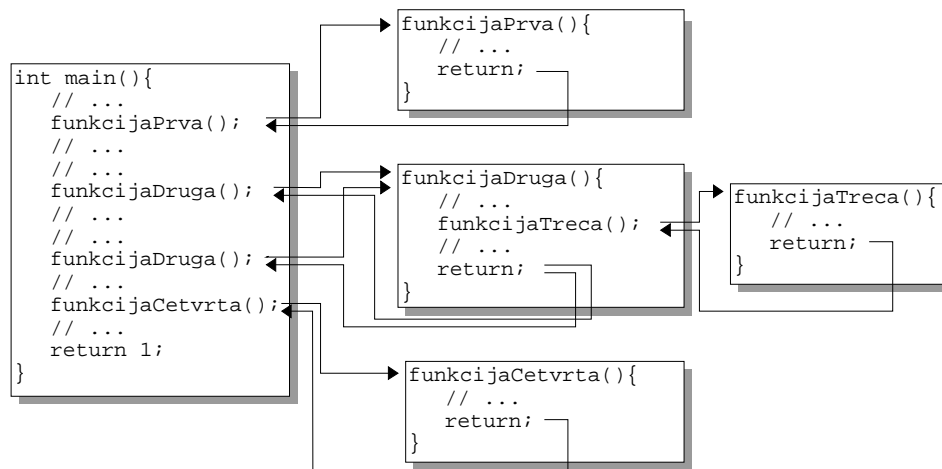 int main(){
// ...
funkcijaPrva();
// ...
// ...
funkcijaDruga();
// ...
// ...
funkcijaDruga();
// ...
funkcijaCetvrta();
// ...
return 1;
}
funkcijaPrva(){
// ...
return;
}
funkcijaDruga(){
// ...
funkcijaTreca();
// ...
return;
}
funkcijaTreca(){
// ...
return;
}
funkcijaCetvrta(){
// ...
return;
}